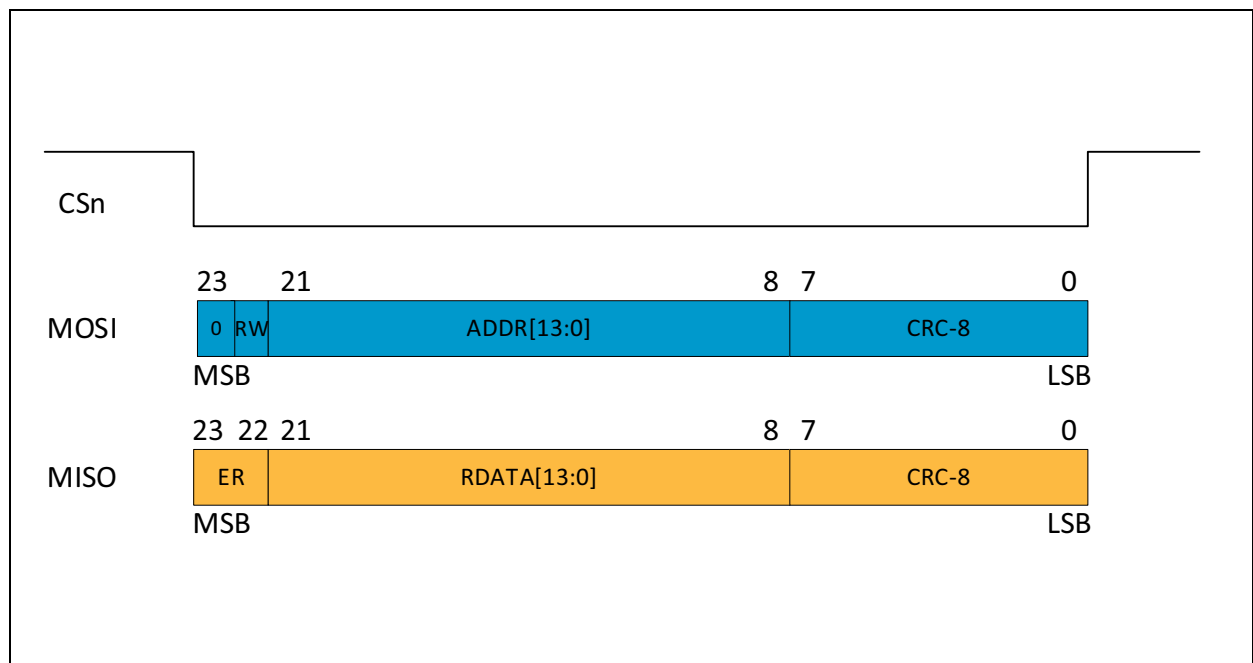 CSn
23 21 8 7 0
MOSI 0 RW ADDR[13:0] CRC-8
MSB LSB
23 22 21 8 7 0
MISO ER RDATA[13:0] CRC-8
MSB LSB